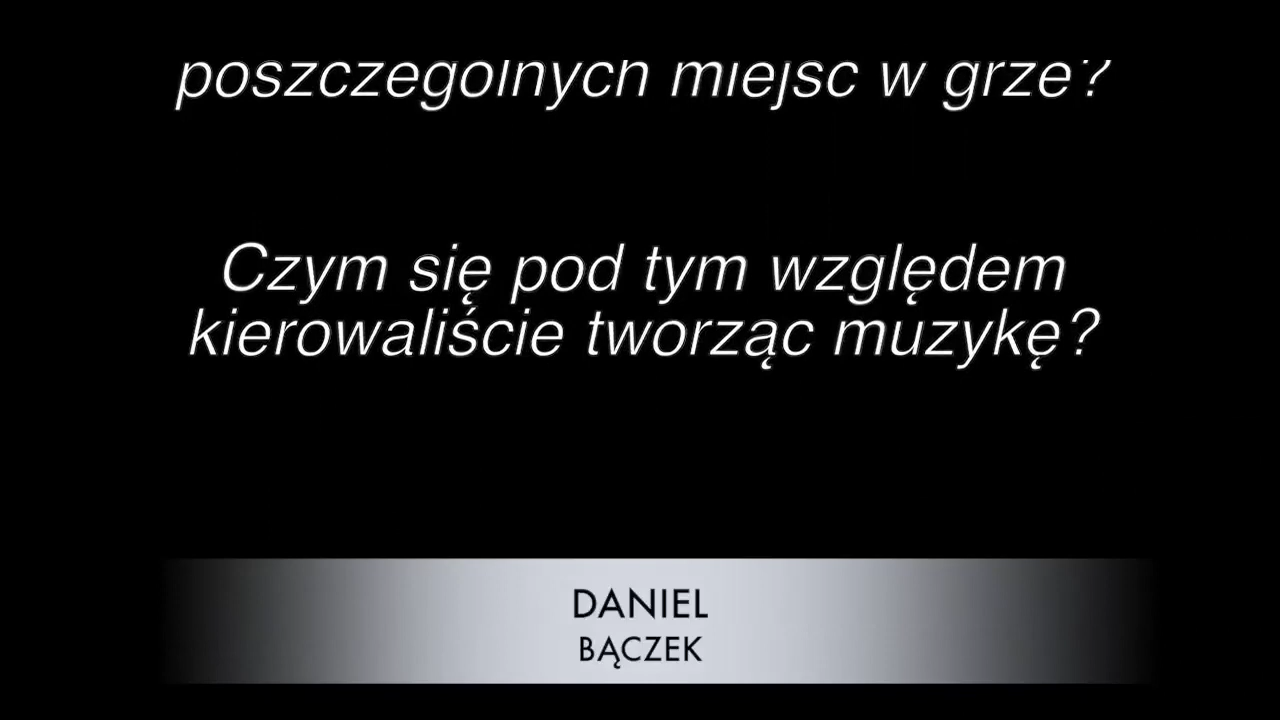 poszczególnych miejsc w grze?
Czym się pod tym względem
kierowaliście tworząc muzykę?
DANIEL
BĄCZEK